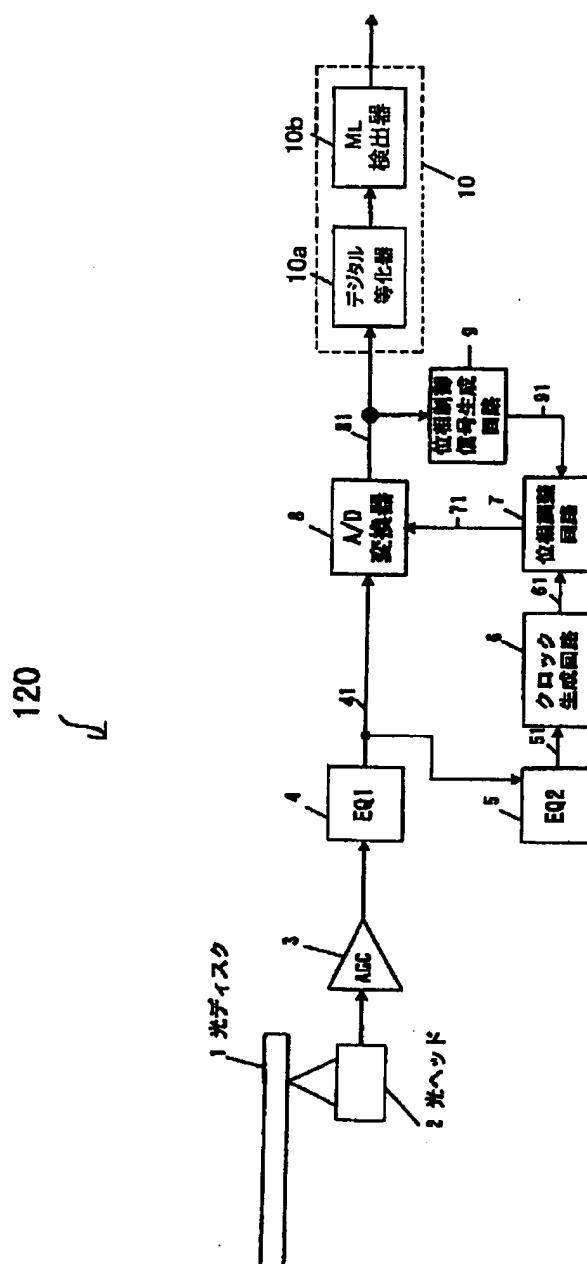 120
1 光ディスク
2 光ヘッド
3
AGC
4
EQ1
41
5
EQ2
51
6
クロック
生成回路
61
7
位相調整
回路
71
8
A/D
変換器
81
9
位相制御
信号生成
回路
91
10a
デジタル
等化器
10b
ML
検出器
10